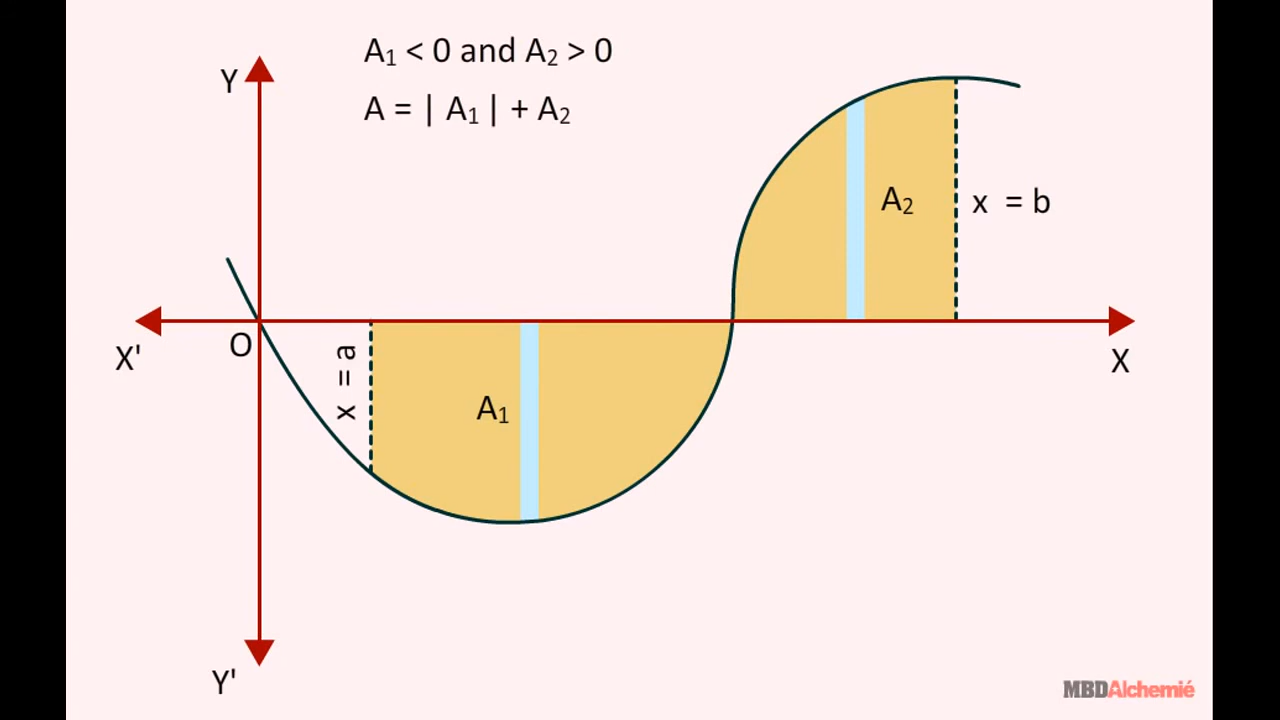 A₁ < 0 and A₂ > 0
Y
A = | A₁ | + A₂
A₂
x = b
O
X'
x = a
X
A₁
Y'
MBDAlchemié